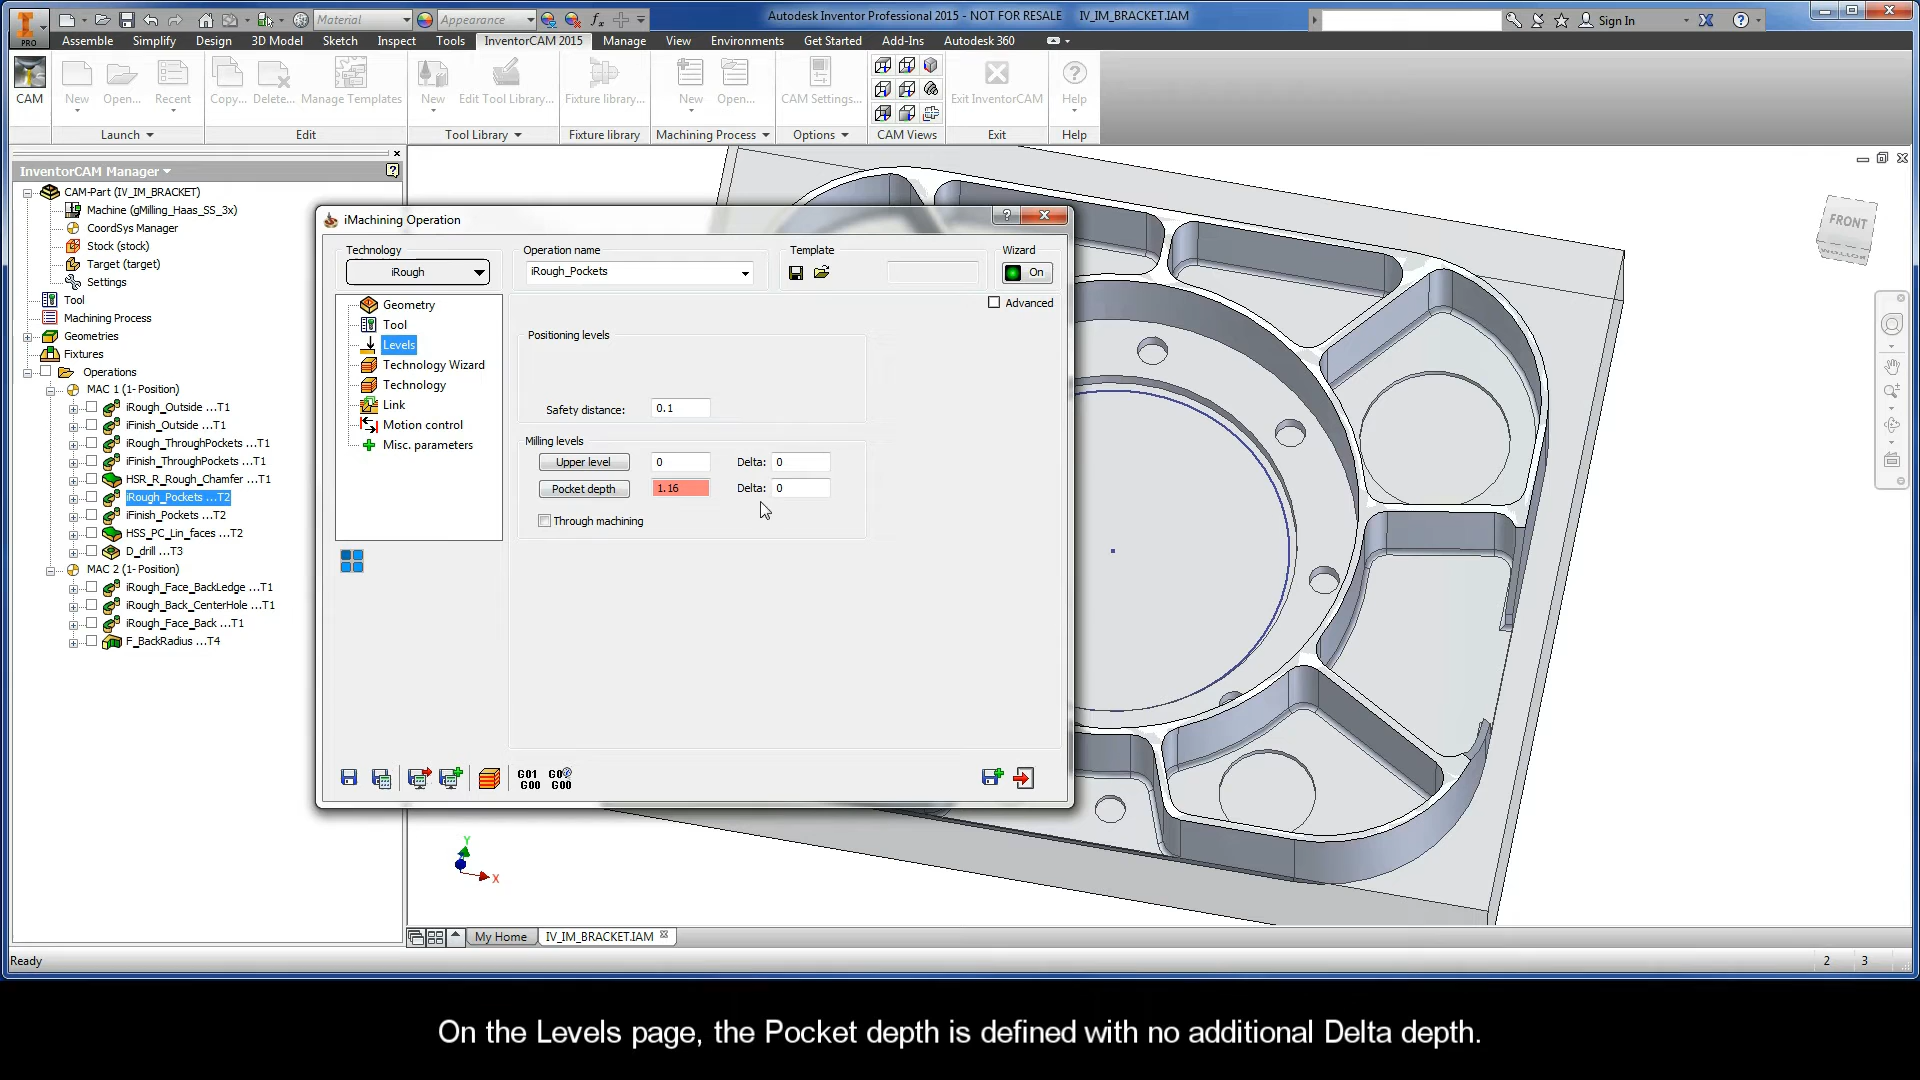 Material
Appearance
Autodesk Inventor Professional 2015 - NOT FOR RESALE IV_IM_BRACKET.IAM
Sign In
PRO
Assemble Simplify Design 3D Model Sketch Inspect Tools InventorCAM 2015 Manage View Environments Get Started Add-Ins Autodesk 360
CAM New Open... Recent Copy... Delete... Manage Templates New Edit Tool Library... Fixture library... New Open... CAM Settings... Exit InventorCAM Help
Launch Edit Tool Library Fixture library Machining Process Options CAM Views Exit Help
InventorCAM Manager
CAM-Part (IV_IM_BRACKET)
Machine (gMilling_Haas_SS_3x)
CoordSys Manager
Stock (stock)
Target (target)
Settings
Tool
Machining Process
Geometries
Fixtures
Operations
MAC 1 (1- Position)
iRough_Outside ...T1
iFinish_Outside ...T1
iRough_ThroughPockets ...T1
iFinish_ThroughPockets ...T1
HSR_R_Rough_Chamfer ...T1
iRough_Pockets ...T2
iFinish_Pockets ...T2
HSS_PC_Lin_faces ...T2
D_drill ...T3
MAC 2 (1- Position)
iRough_Face_BackLedge ...T1
iRough_Back_CenterHole ...T1
iRough_Face_Back ...T1
F_BackRadius ...T4
iMachining Operation
Technology
iRough
Operation name
iRough_Pockets
Template
Wizard
On
Advanced
Geometry
Tool
Levels
Technology Wizard
Technology
Link
Motion control
Misc. parameters
Positioning levels
Safety distance: 0.1
Milling levels
Upper level 0 Delta: 0
Pocket depth 1.16 Delta: 0
Through machining
G01 G00
G00 G00
FRONT
BOTTOM
Y
X
My Home IV_IM_BRACKET.IAM
Ready
2 3
On the Levels page, the Pocket depth is defined with no additional Delta depth.